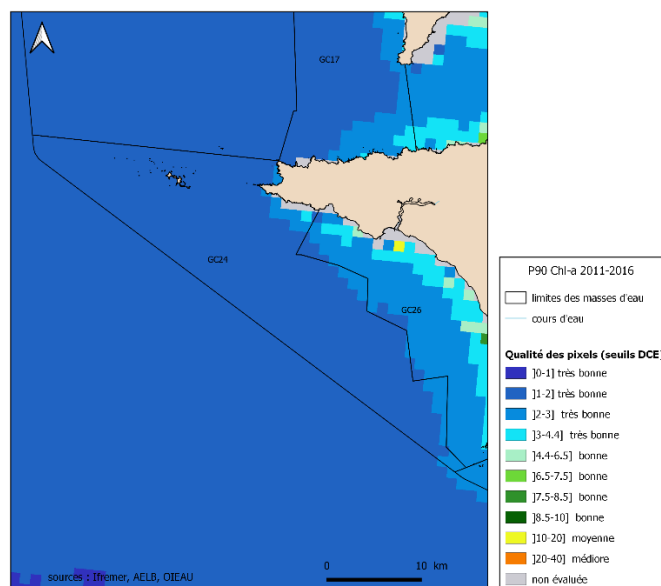 GC17
GC24
GC26
sources : Ifremer, AELB, OIEAU
0 10 km
P90 Chl-a 2011-2016
limites des masses d'eau
cours d'eau
Qualité des pixels (seuils DCE)
]0-1] très bonne
]1-2] très bonne
]2-3] très bonne
]3-4.4] très bonne
]4.4-6.5] bonne
]6.5-7.5] bonne
]7.5-8.5] bonne
]8.5-10] bonne
]10-20] moyenne
]20-40] médiore
non évaluée